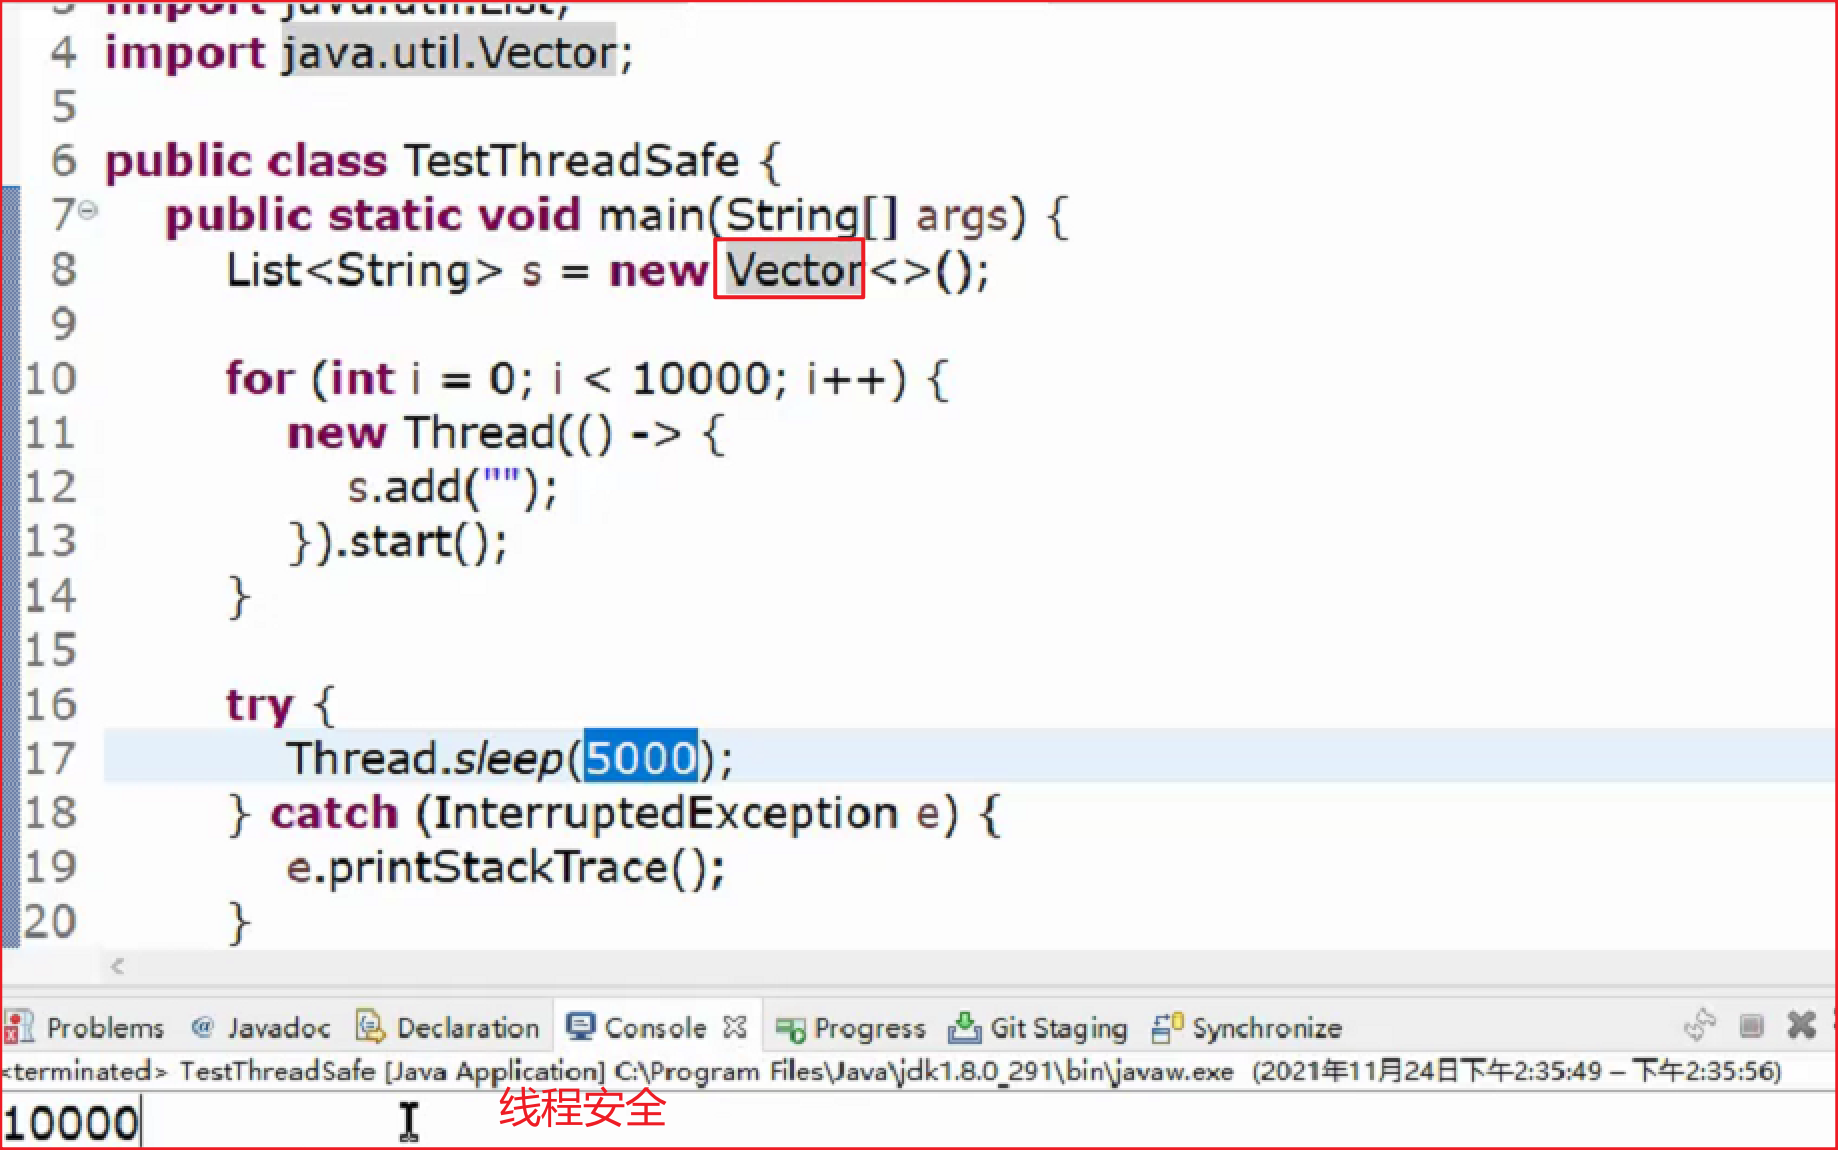 3 import java.util.List;
4 import java.util.Vector;
5
6 public class TestThreadSafe {
7 public static void main(String[] args) {
8 List<String> s = new Vector<>();
9
10 for (int i = 0; i < 10000; i++) {
11 new Thread(() -> {
12 s.add("");
13 }).start();
14 }
15
16 try {
17 Thread.sleep(5000);
18 } catch (InterruptedException e) {
19 e.printStackTrace();
20 }
Problems @ Javadoc Declaration Console Progress Git Staging Synchronize
<terminated> TestThreadSafe [Java Application] C:\Program Files\Java\jdk1.8.0_291\bin\javaw.exe (2021年11月24日下午2:35:49 – 下午2:35:56)
10000
线程安全